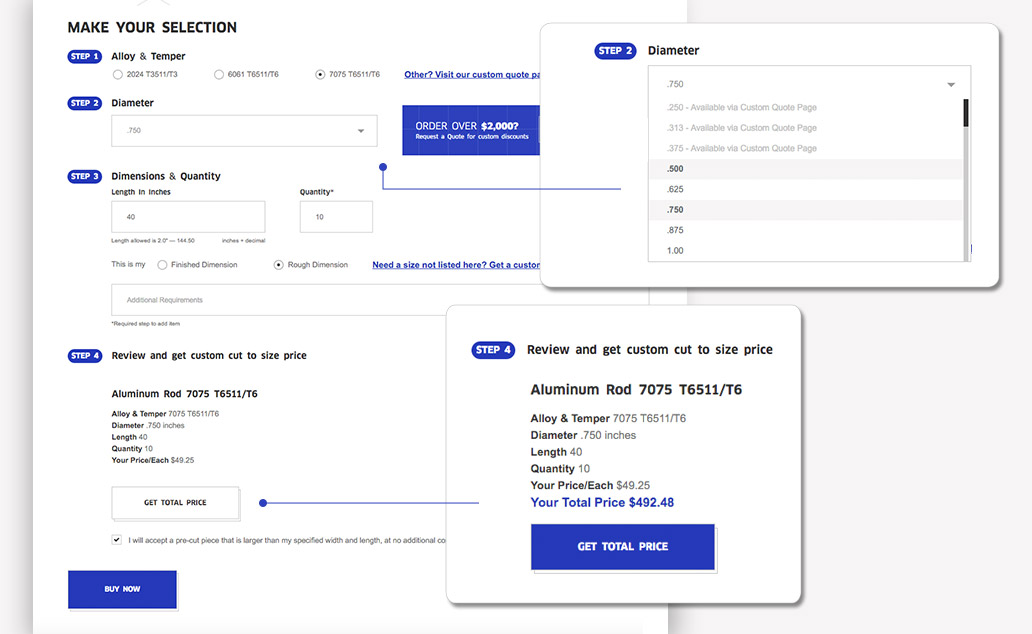 MAKE YOUR SELECTION
STEP 1 Alloy & Temper
2024 T3511/T3 6061 T6511/T6 7075 T6511/T6 Other? Visit our custom quote pa
STEP 2 Diameter
.750
ORDER OVER $2,000?
Request a Quote for custom discounts
STEP 3 Dimensions & Quantity
Length In Inches Quantity*
40 10
Length allowed is 2.0" — 144.50 inches + decimal
This is my Finished Dimension Rough Dimension Need a size not listed here? Get a custor
Additional Requirements
*Required step to add item
STEP 4 Review and get custom cut to size price
Aluminum Rod 7075 T6511/T6
Alloy & Temper 7075 T6511/T6
Diameter .750 inches
Length 40
Quantity 10
Your Price/Each $49.25
GET TOTAL PRICE
I will accept a pre-cut piece that is larger than my specified width and length, at no additional co
BUY NOW
STEP 2 Diameter
.750
.250 - Available via Custom Quote Page
.313 - Available via Custom Quote Page
.375 - Available via Custom Quote Page
.500
.625
.750
.875
1.00
STEP 4 Review and get custom cut to size price
Aluminum Rod 7075 T6511/T6
Alloy & Temper 7075 T6511/T6
Diameter .750 inches
Length 40
Quantity 10
Your Price/Each $49.25
Your Total Price $492.48
GET TOTAL PRICE